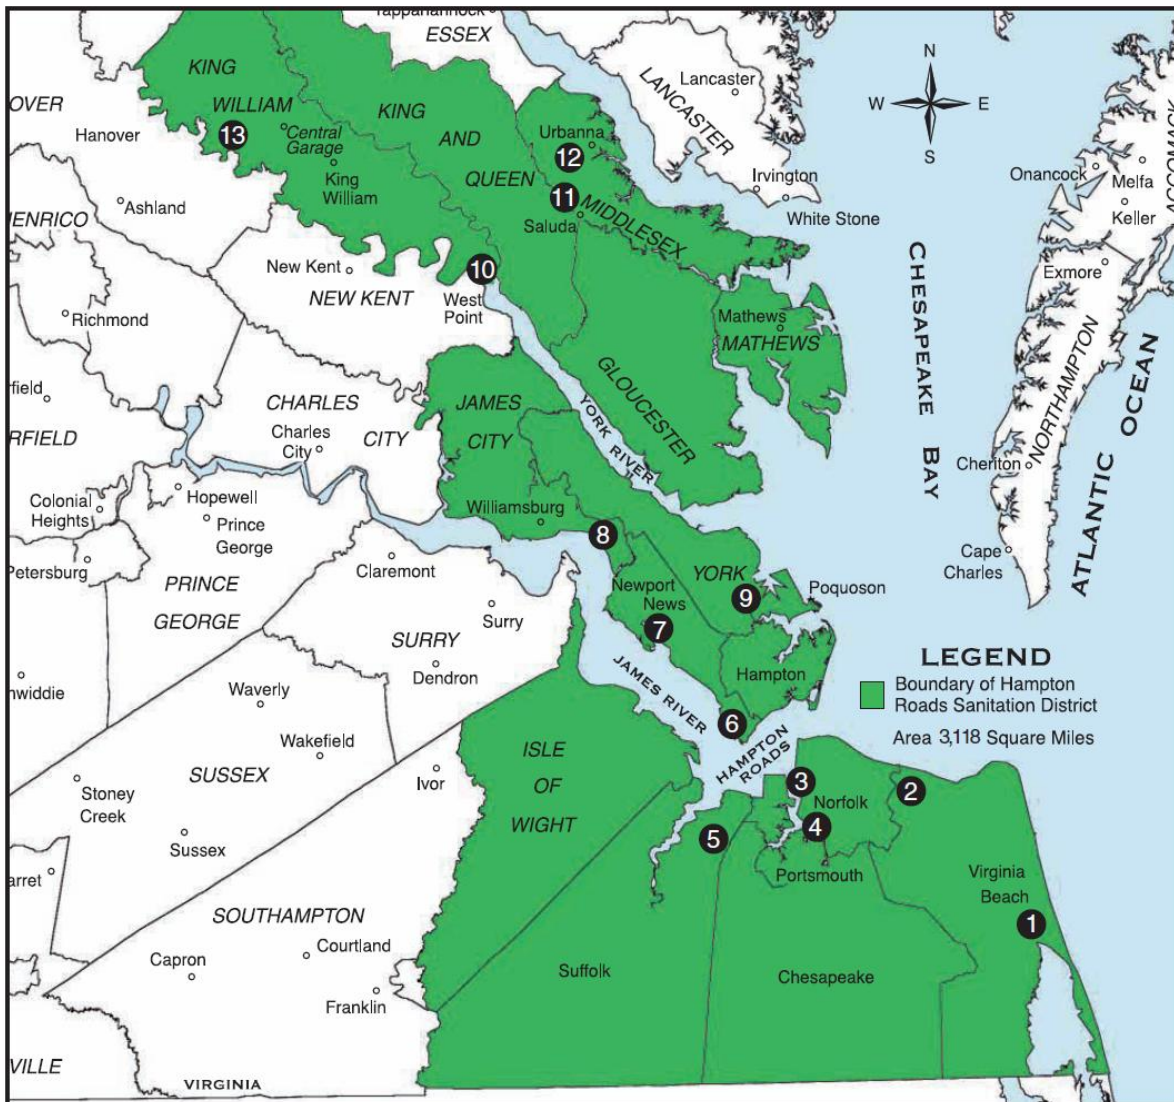 Tappahannock
ESSEX
KING
WILLIAM
KING
AND
QUEEN
OVER
Hanover
13
Central
Garage
King
William
Urbanna
12
11
Saluda
MIDDLESEX
LANCASTER
Lancaster
Irvington
White Stone
N
W
E
S
ACCOMACK
Onancock
Melfa
Keller
Exmore
HENRICO
Ashland
Richmond
New Kent
NEW KENT
10
West
Point
Mathews
MATHEWS
GLOUCESTER
CHESAPEAKE BAY
NORTHAMPTON
ATLANTIC OCEAN
Cheriton
Cape
Charles
rfield
RFIELD
CHARLES
CITY
Charles
City
JAMES
CITY
YORK RIVER
Williamsburg
8
Colonial
Heights
Hopewell
Prince
George
Petersburg
PRINCE
GEORGE
Claremont
Surry
SURRY
Dendron
Newport
News
7
YORK
9
Poquoson
Hampton
6
JAMES RIVER
HAMPTON
ROADS
LEGEND
Boundary of Hampton
Roads Sanitation District
Area 3,118 Square Miles
nwiddie
Waverly
Wakefield
SUSSEX
Stoney
Creek
Sussex
Ivor
ISLE
OF
WIGHT
3
Norfolk
2
4
5
Portsmouth
Virginia
Beach
1
arret
SOUTHAMPTON
Courtland
Capron
Franklin
Suffolk
Chesapeake
VILLE
VIRGINIA